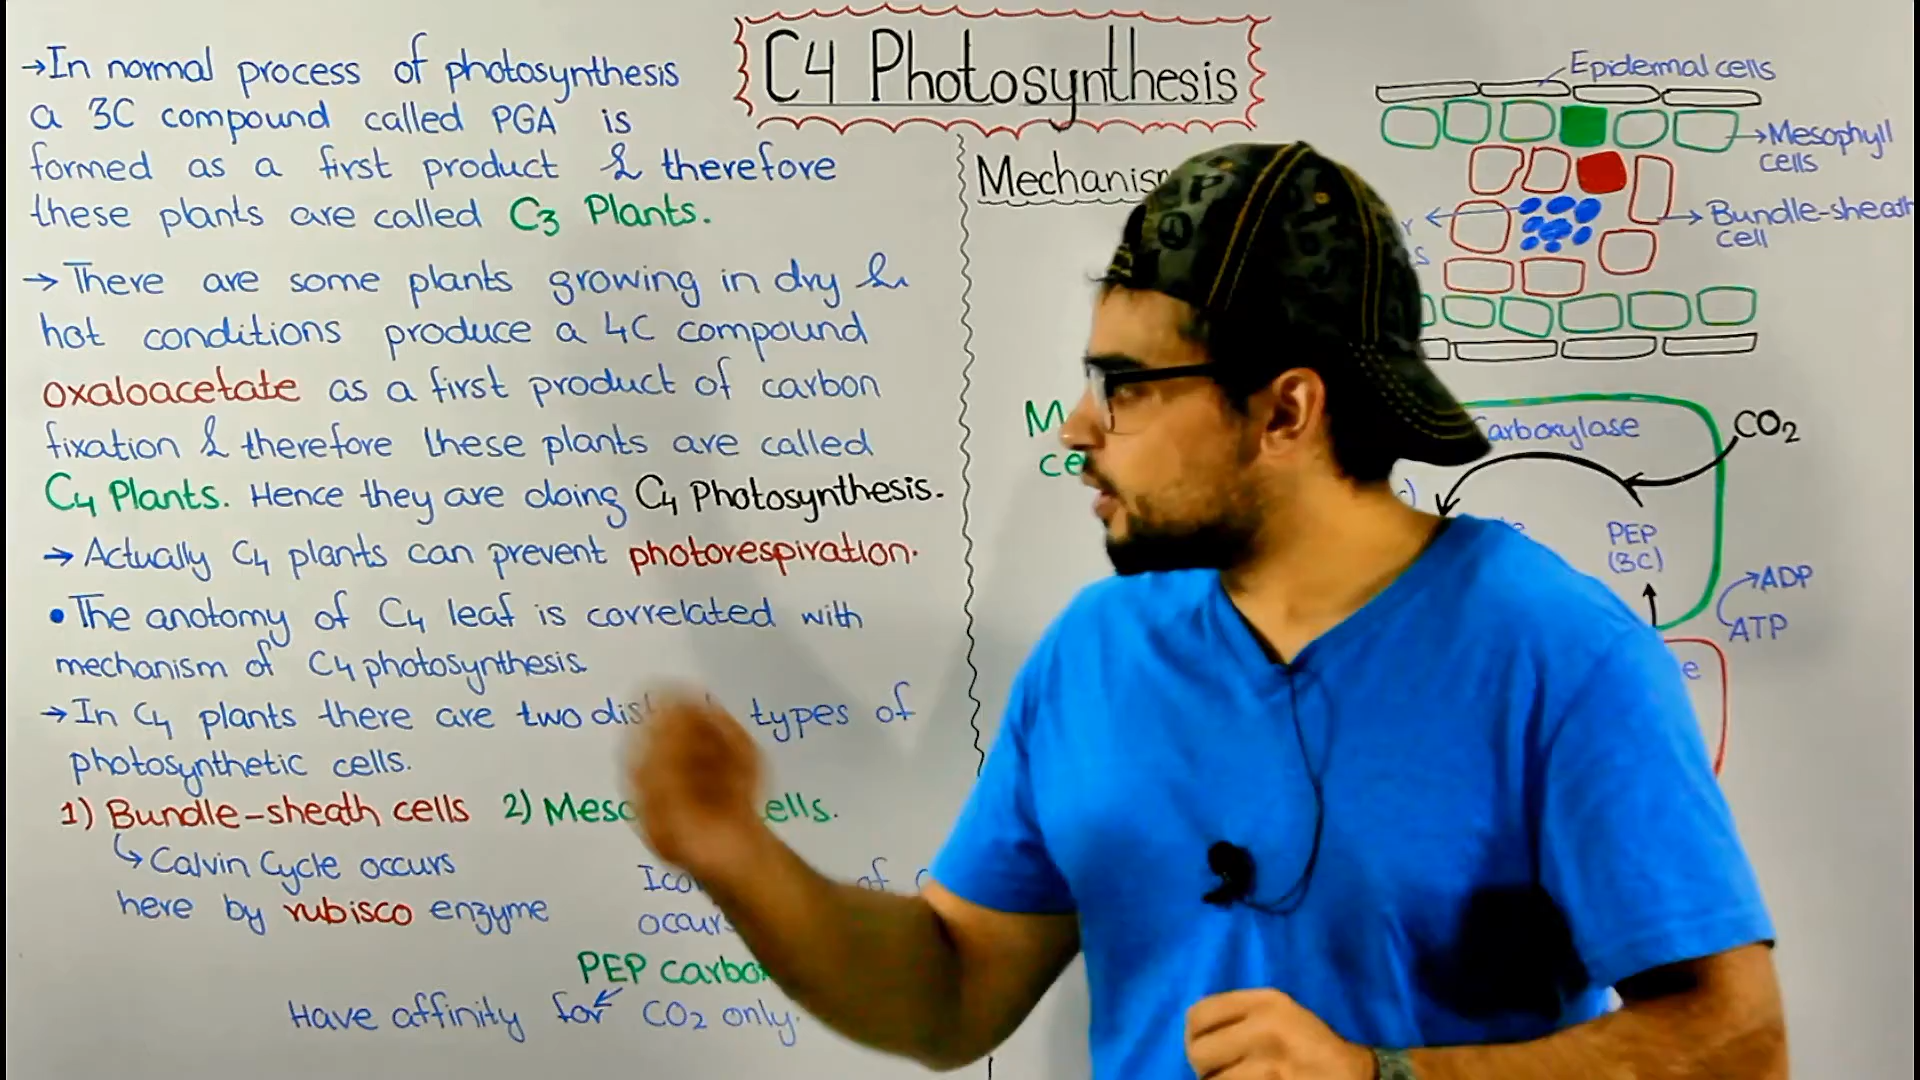 C4 Photosynthesis
→In normal process of photosynthesis
a 3C compound called PGA is
formed as a first product & therefore
these plants are called C3 Plants.
→ There are some plants growing in dry &
hot conditions produce a 4C compound
oxaloacetate as a first product of carbon
fixation & therefore these plants are called
C4 Plants. Hence they are doing C4 Photosynthesis.
→ Actually C4 plants can prevent photorespiration.
• The anotomy of C4 leaf is correlated with
mechanism of C4 photosynthesis.
→ In C4 plants there are two types of
photosynthetic cells.
1) Bundle-sheath cells 2)
↳ Calvin Cycle occurs
here by rubisco enzyme
of
PEP
Have affinity for CO2 only.
Epidermal cells
Mesophyll
cells
Bundle-sheath
cell
Carboxylase
CO2
PEP
(3C)
ADP
ATP